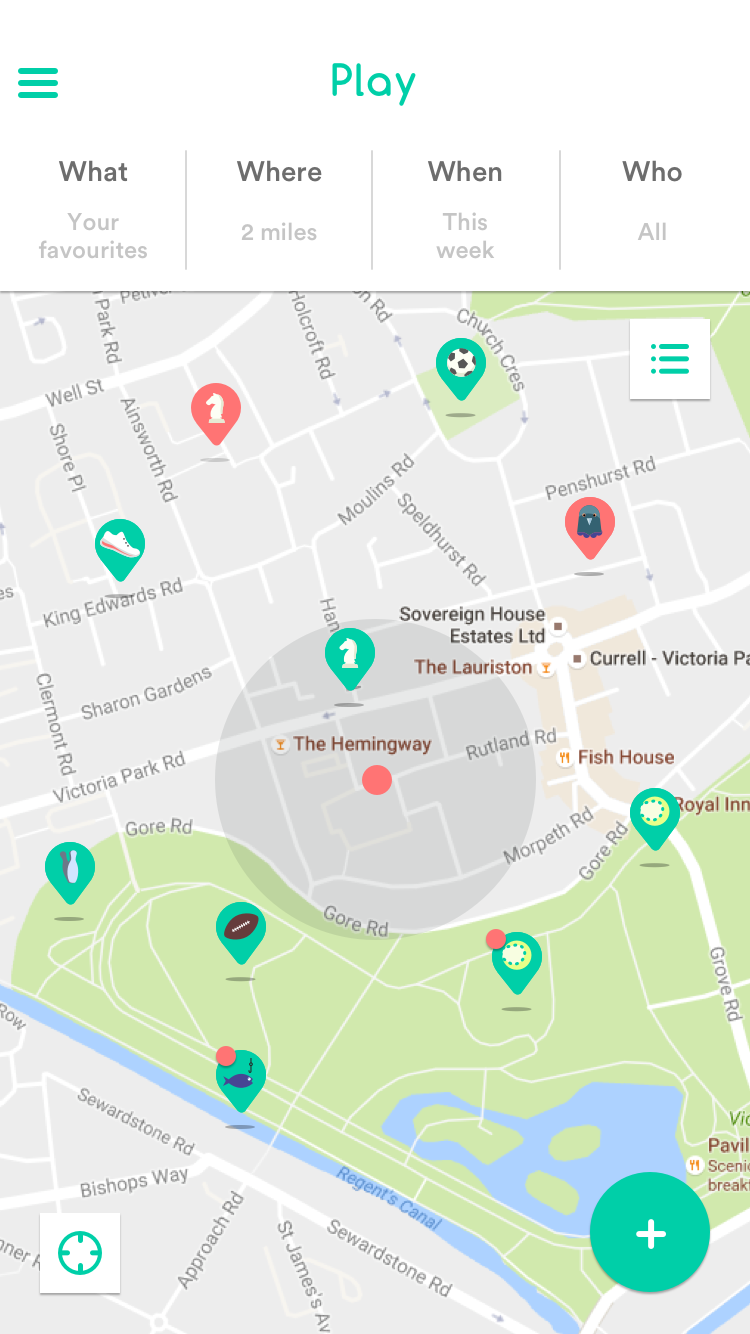 Play
What
Where
When
Who
Your
favourites
2 miles
This
week
All
Park Rd
Holcroft Rd
Church Cres
Well St
Ainsworth Rd
Shore Pl
Moulins Rd
Penshurst Rd
Speldhurst Rd
King Edwards Rd
Han
Sovereign House
Estates Ltd
The Lauriston
Currell - Victoria Pa
Sharon Gardens
Clermont Rd
The Hemingway
Rutland Rd
Fish House
Victoria Park Rd
Royal Inn
Gore Rd
Morpeth Rd
Gore Rd
Gore Rd
Grove Rd
Row
Sewardstone Rd
Vic
Pavil
Scenic
breakf
Bishops Way
Regent's Canal
Approach Rd
St James's Av
Sewardstone Rd
nner R